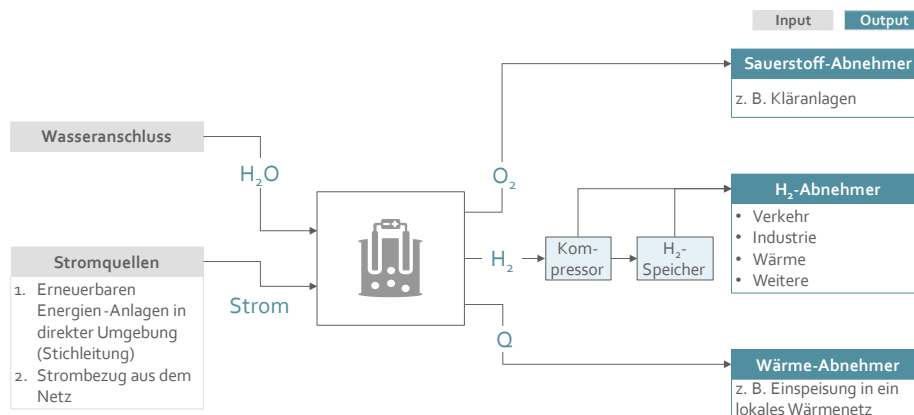 Input
Output
Sauerstoff-Abnehmer
z. B. Kläranlagen
Wasseranschluss
H₂O
O₂
H₂-Abnehmer
• Verkehr
• Industrie
• Wärme
• Weitere
Kom-
pressor
H₂-
Speicher
H₂
Stromquellen
1. Erneuerbaren
Energien-Anlagen in
direkter Umgebung
(Stichleitung)
2. Strombezug aus dem
Netz
Strom
Q
Wärme-Abnehmer
z. B. Einspeisung in ein
lokales Wärmenetz